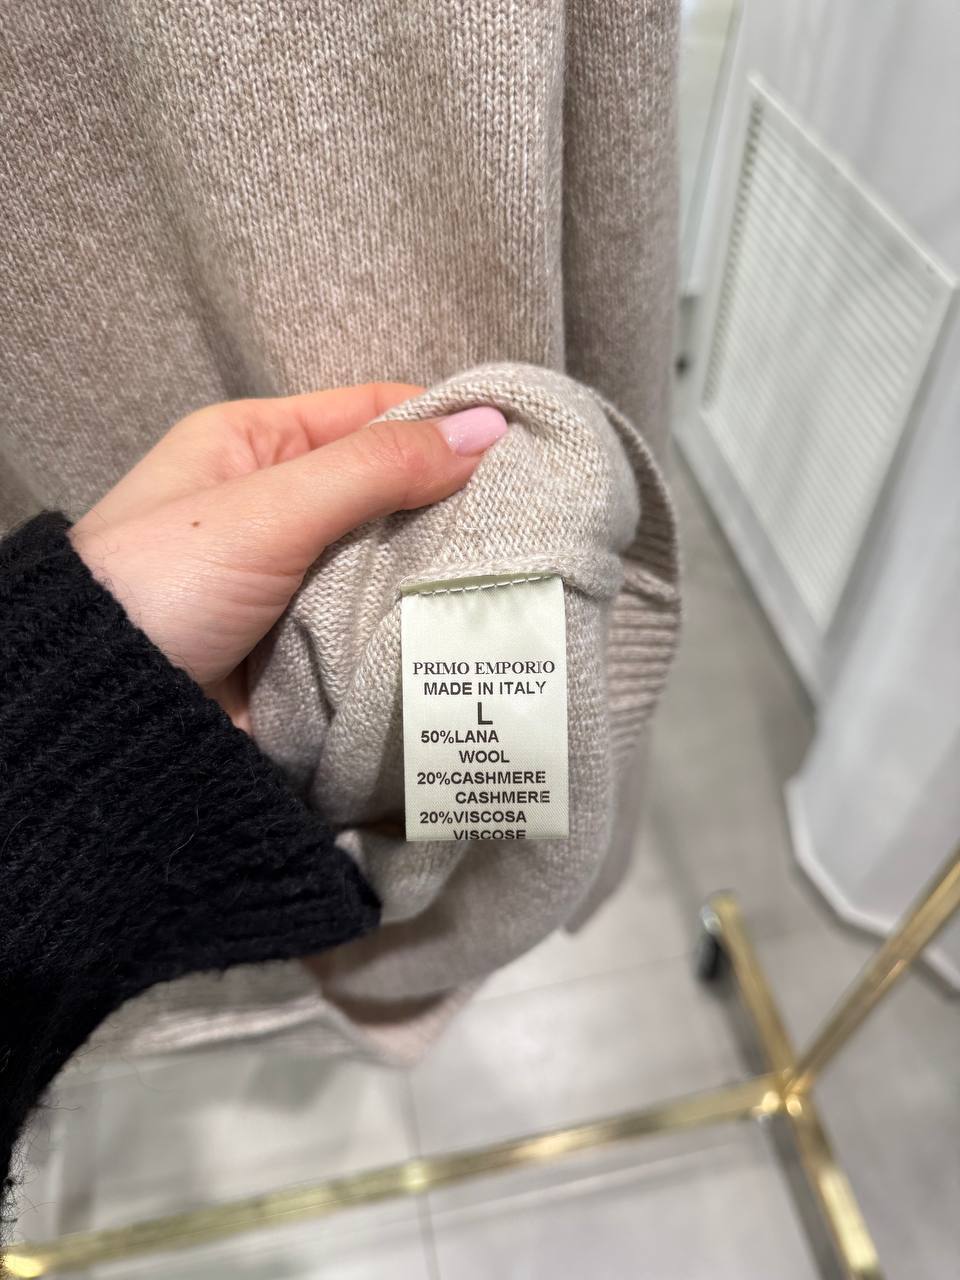 PRIMO EMPORIO
MADE IN ITALY
L
50%LANA
WOOL
20%CASHMERE
CASHMERE
20%VISCOSA
VISCOSE